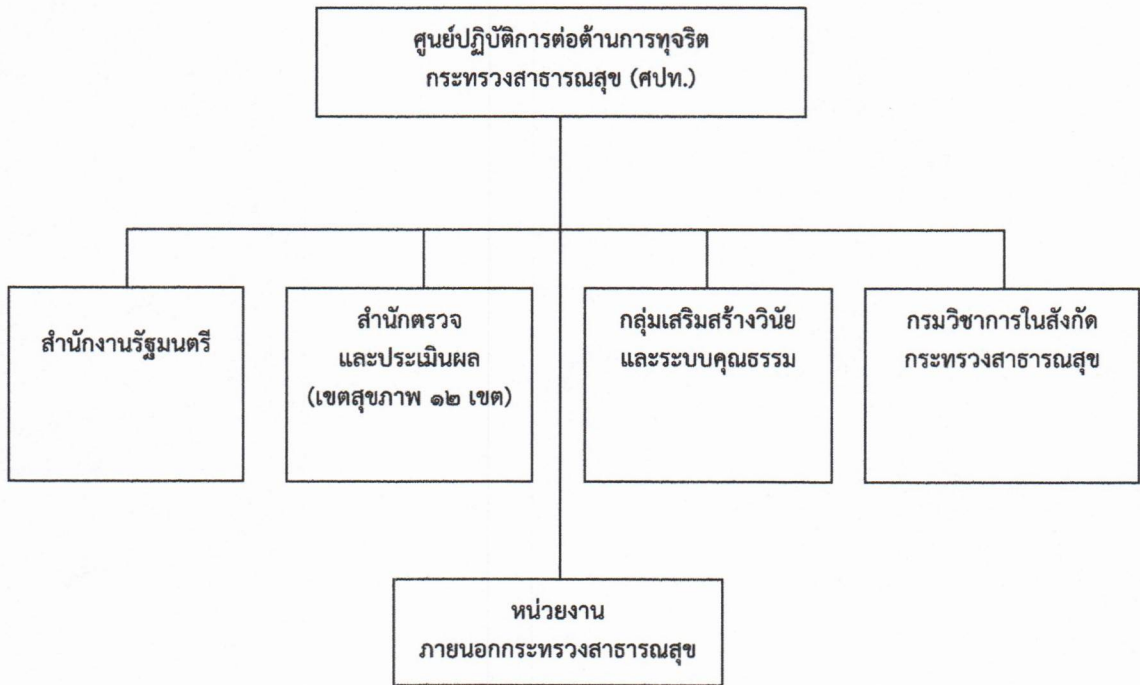 ศูนย์ปฏิบัติการต่อต้านการทุจริต
กระทรวงสาธารณสุข (ศปท.)
สำนักงานรัฐมนตรี
สำนักตรวจ
และประเมินผล
(เขตสุขภาพ ๑๒ เขต)
กลุ่มเสริมสร้างวินัย
และระบบคุณธรรม
กรมวิชาการในสังกัด
กระทรวงสาธารณสุข
หน่วยงาน
ภายนอกกระทรวงสาธารณสุข